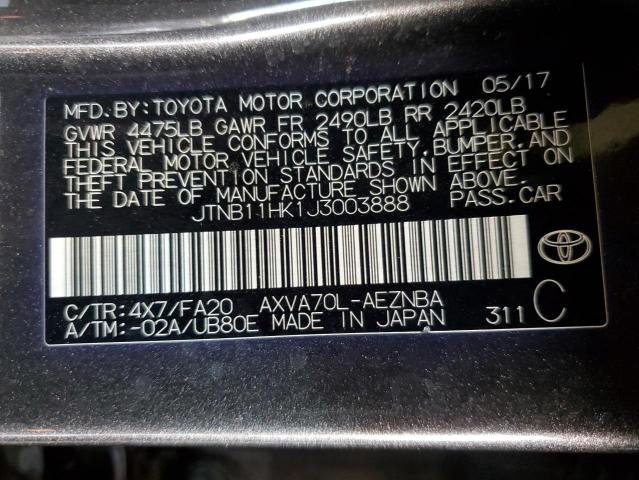 MFD.BY:TOYOTA MOTOR CORPORATION 05/17
GVWR 4475LB GAWR FR 2490LB RR 2420LB
THIS VEHICLE CONFORMS TO ALL APPLICABLE
FEDERAL MOTOR VEHICLE SAFETY,BUMPER,AND
THEFT PREVENTION STANDARDS IN EFFECT ON
THE DATE OF MANUFACTURE SHOWN ABOVE.
JTNB11HK1J3003888 PASS.CAR
C/TR:4X7/FA20 AXVA70L-AEZNBA
A/TM:-02A/UB80E MADE IN JAPAN 311 C